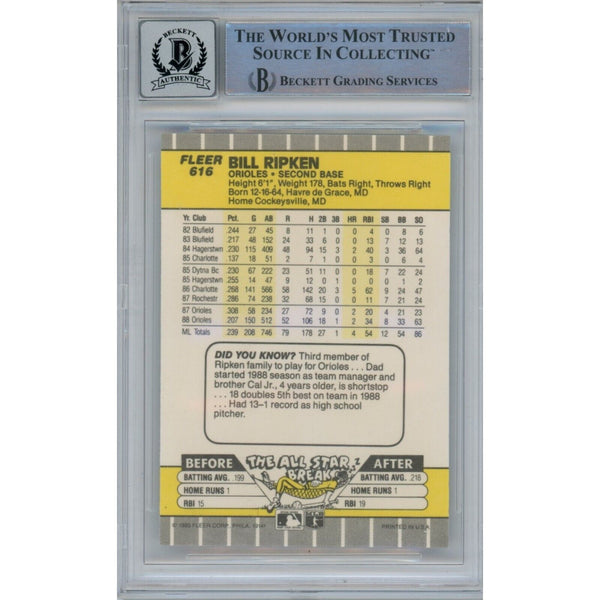 BECKETT
B
AUTHENTIC
THE WORLD'S MOST TRUSTED
SOURCE IN COLLECTING™
B BECKETT GRADING SERVICES
FLEER
616
BILL RIPKEN
ORIOLES • SECOND BASE
Height 6'1", Weight 178, Bats Right, Throws Right
Born 12-16-64, Havre de Grace, MD
Home Cockeysville, MD
Yr. Club Pct. G AB R H 2B 3B HR RBI SB BB SO
82 Blufield .244 27 45 8 11 1 0 0 4 0 8 6
83 Blufield .217 48 152 24 33 6 0 0 13 7 12 13
84 Hagerstwn .230 115 409 48 94 15 3 2 40 3 36 64
85 Charlotte .137 18 51 2 7 1 0 0 3 0 6 4
85 Dytna Bc .230 67 222 23 51 11 0 0 18 7 22 24
85 Hagerstwn .255 14 47 9 12 0 1 0 0 0 6 3
86 Charlotte .268 141 566 58 142 20 3 5 62 9 24 47
87 Rochestr .286 74 238 32 68 15 0 0 11 7 21 24
87 Orioles .308 58 234 27 72 9 0 2 20 4 21 23
88 Orioles .207 150 512 52 106 18 1 2 34 8 33 63
ML Totals .239 208 746 79 178 27 1 4 54 12 54 86
DID YOU KNOW? Third member of
Ripken family to play for Orioles . . . Dad
started 1988 season as team manager and
brother Cal Jr., 4 years older, is shortstop
. . . 18 doubles 5th best on team in 1988
. . . Had 13–1 record as high school
pitcher.
BEFORE THE ALL STAR BREAK AFTER
BATTING AVG. .199 BATTING AVG. .218
HOME RUNS 1 HOME RUNS 1
RBI 15 RBI 19
© 1989 FLEER CORP., PHILA. 19141 PRINTED IN U.S.A.